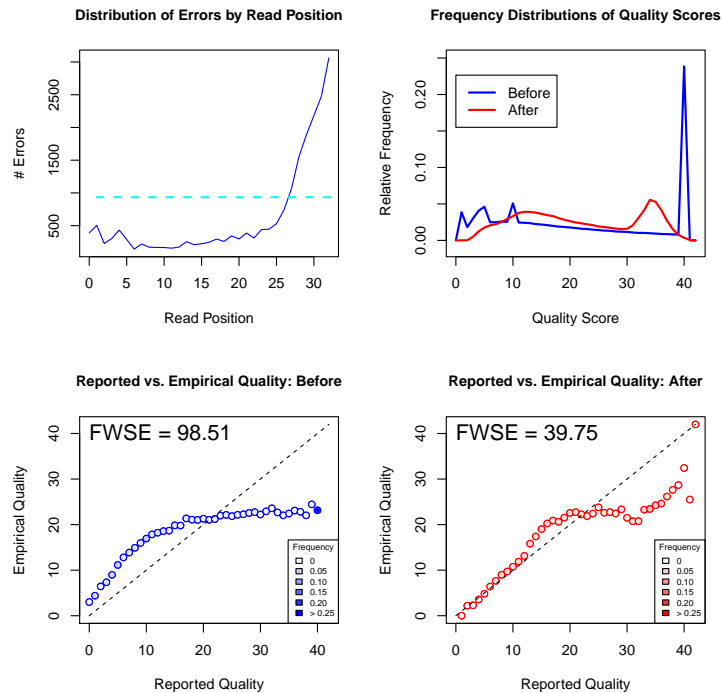 Distribution of Errors by Read Position
# Errors
500
1500
2500
0 5 10 15 20 25 30
Read Position
Frequency Distributions of Quality Scores
Relative Frequency
0.00
0.10
0.20
Before
After
0 10 20 30 40
Quality Score
Reported vs. Empirical Quality: Before
FWSE = 98.51
Empirical Quality
0 10 20 30 40
Frequency
0
0.05
0.10
0.15
0.20
> 0.25
0 10 20 30 40
Reported Quality
Reported vs. Empirical Quality: After
FWSE = 39.75
Empirical Quality
0 10 20 30 40
Frequency
0
0.05
0.10
0.15
0.20
> 0.25
0 10 20 30 40
Reported Quality